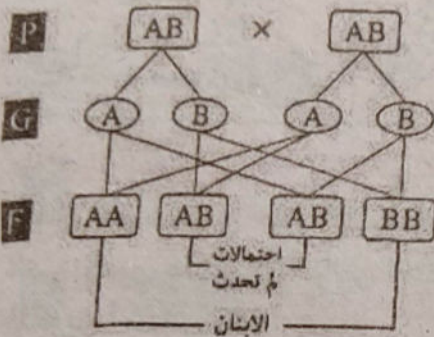 P AB × AB
G A B A B
F AA AB AB BB
احتمالات
لم تحدث
الابنان